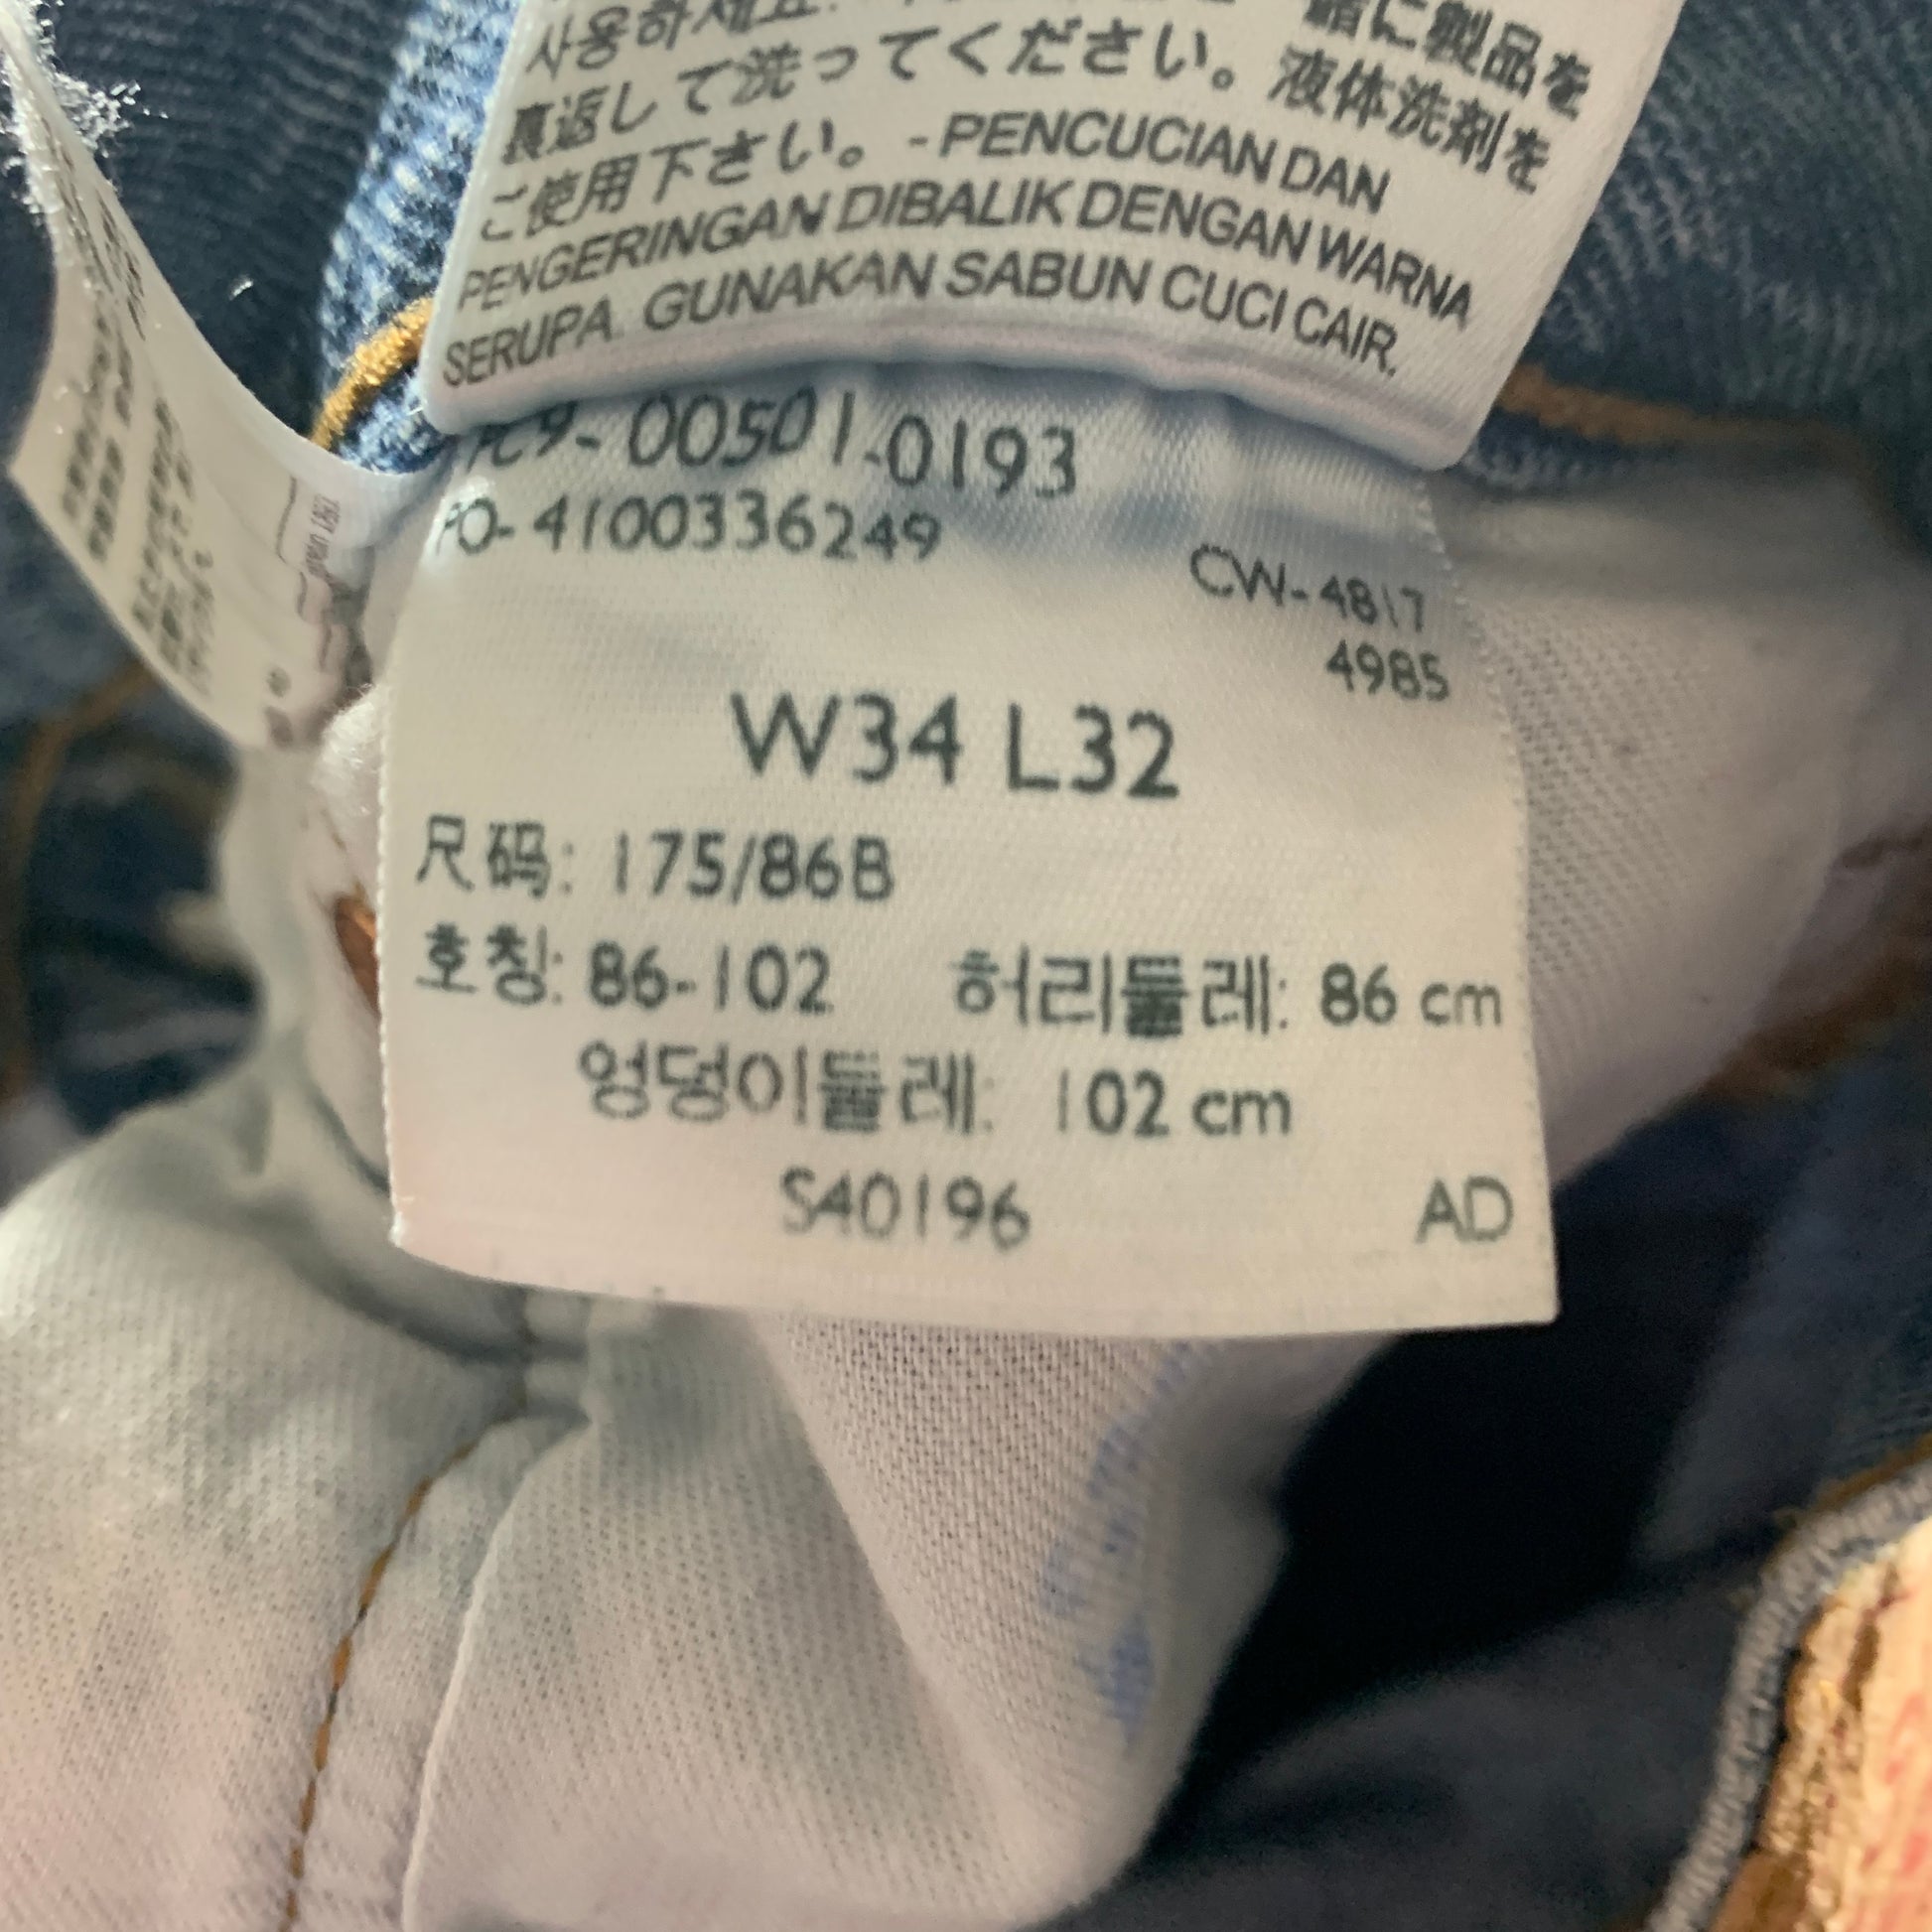 사용하세요.
緒に製品を
裏返して洗ってください。液体洗剤を
ご使用下さい。 - PENCUCIAN DAN
PENGERINGAN DIBALIK DENGAN WARNA
SERUPA. GUNAKAN SABUN CUCI CAIR.
PC9- 00501-0193
PO- 4100336249
CW- 4817
4985
W34 L32
尺码: 175/86B
호칭: 86-102 허리둘레: 86 cm
엉덩이둘레: 102 cm
S40196 AD